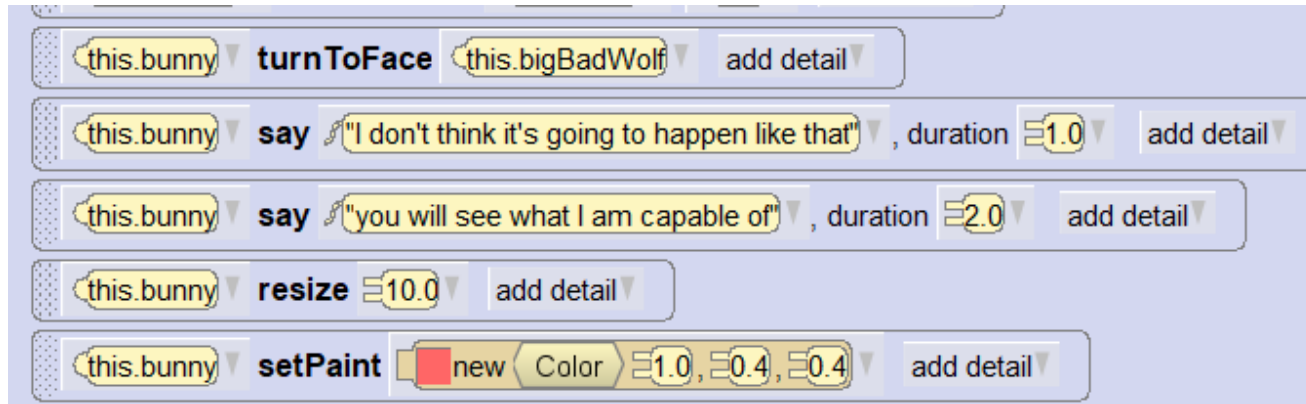 this.bunny turnToFace this.bigBadWolf add detail
this.bunny say "I don't think it's going to happen like that" , duration 1.0 add detail
this.bunny say "you will see what I am capable of" , duration 2.0 add detail
this.bunny resize 10.0 add detail
this.bunny setPaint new Color 1.0 , 0.4 , 0.4 add detail